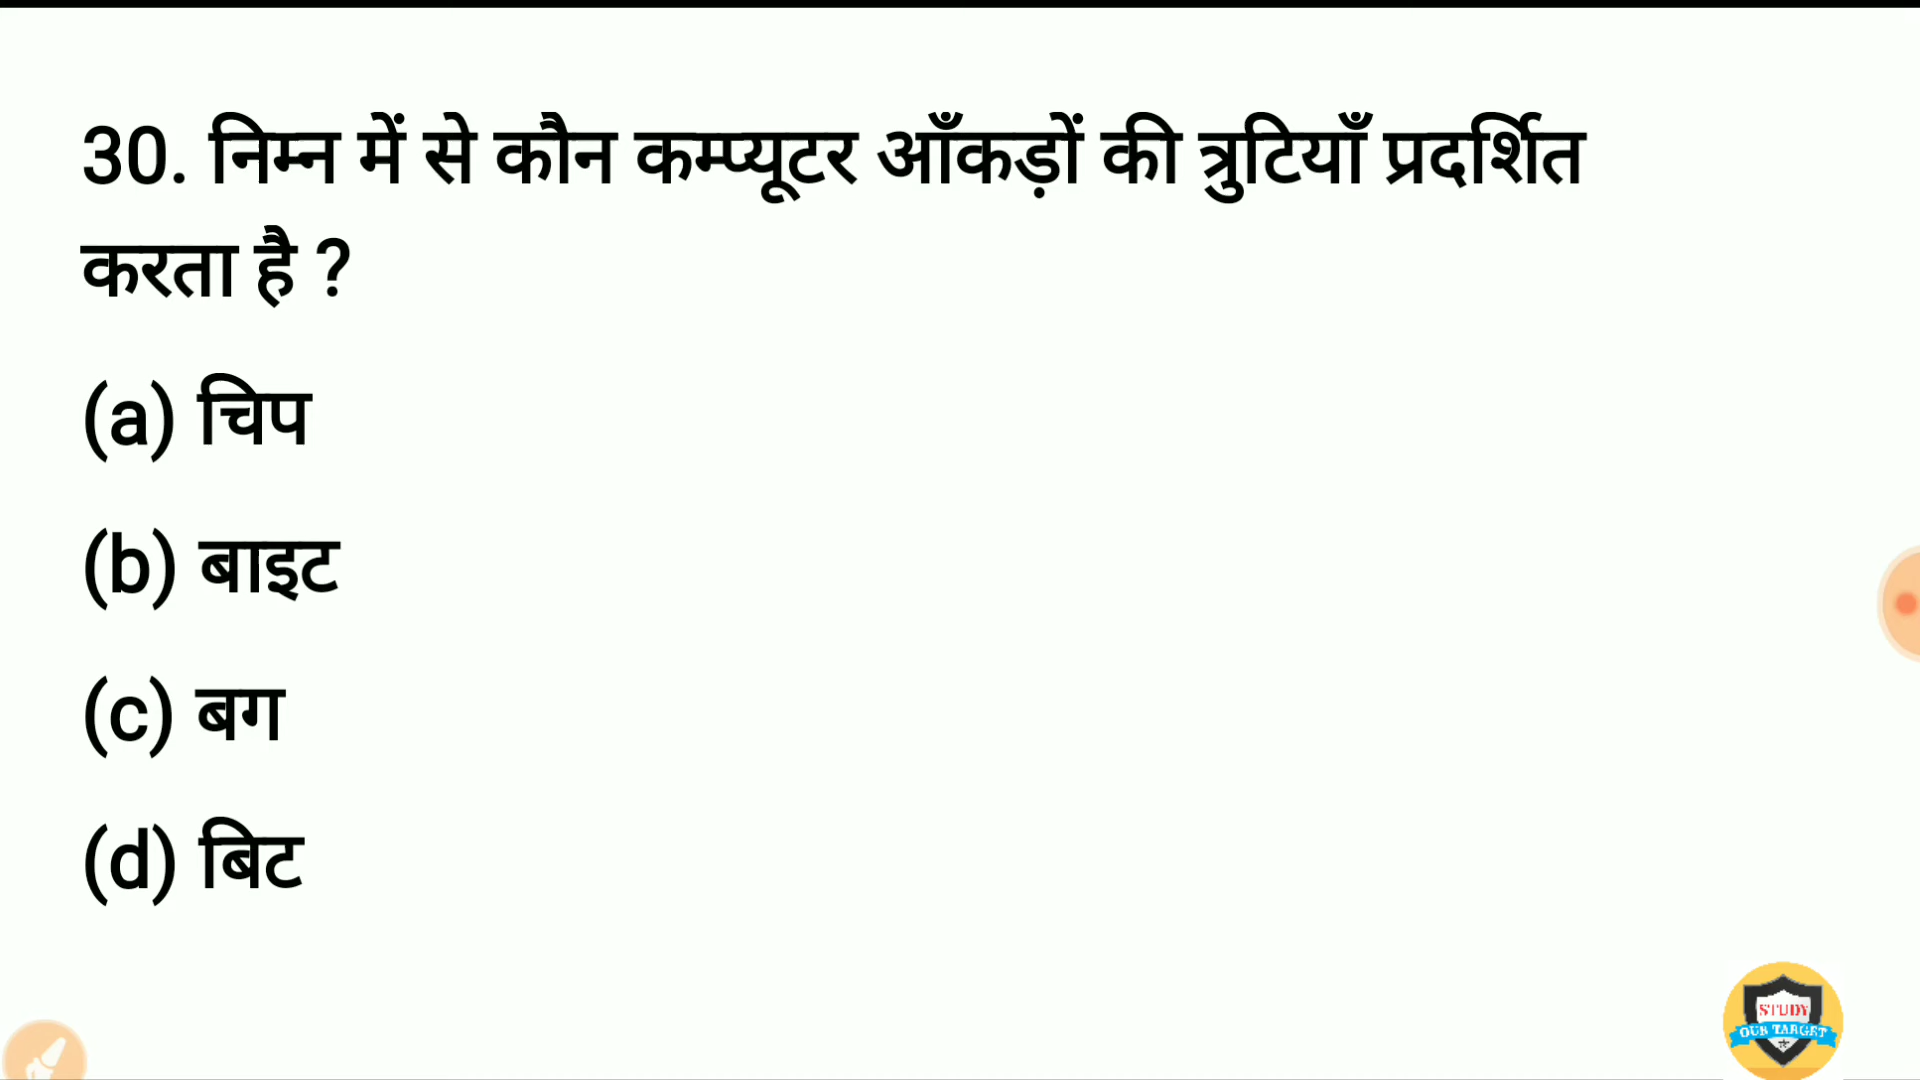 30. निम्न में से कौन कम्प्यूटर आँकड़ों की त्रुटियाँ प्रदर्शित
करता है ?
(a) चिप
(b) बाइट
(c) बग
(d) बिट
STUDY
OUR TARGET